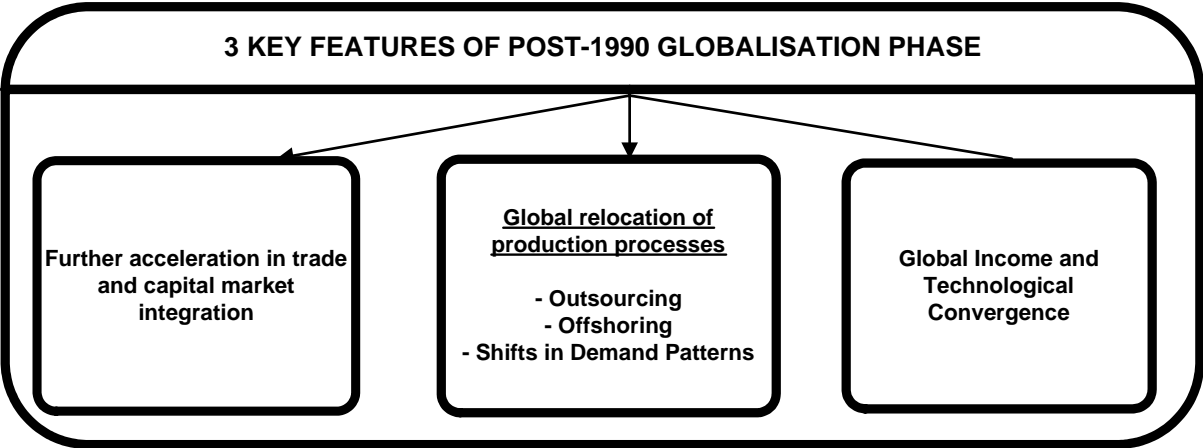 3 KEY FEATURES OF POST-1990 GLOBALISATION PHASE
Further acceleration in trade
and capital market
integration
Global relocation of
production processes
- Outsourcing
- Offshoring
- Shifts in Demand Patterns
Global Income and
Technological
Convergence